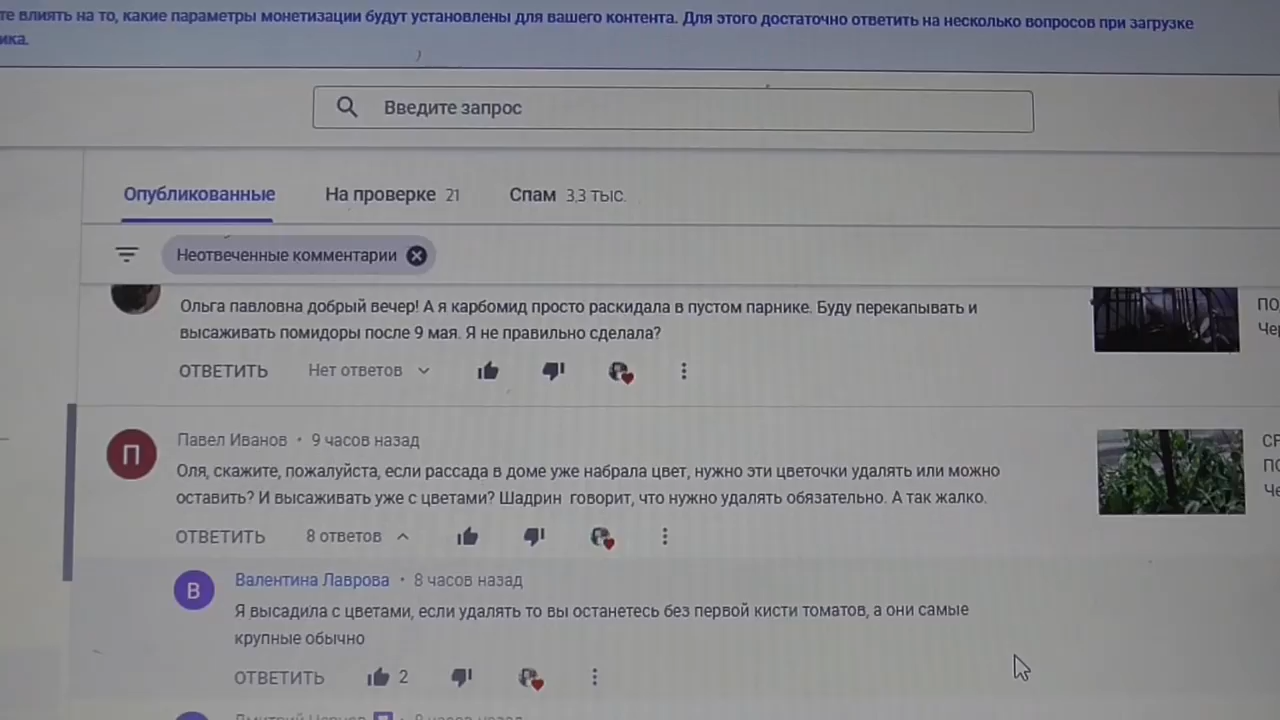 те влиять на то, какие параметры монетизации будут установлены для вашего контента. Для этого достаточно ответить на несколько вопросов при загрузке
ика.
Введите запрос
Опубликованные
На проверке 21
Спам 3,3 тыс.
Неотвеченные комментарии
Ольга павловна добрый вечер! А я карбомид просто раскидала в пустом парнике. Буду перекапывать и
высаживать помидоры после 9 мая. Я не правильно сделала?
ПО
Че
ОТВЕТИТЬ Нет ответов
П
Павел Иванов • 9 часов назад
Оля, скажите, пожалуйста, если рассада в доме уже набрала цвет, нужно эти цветочки удалять или можно
оставить? И высаживать уже с цветами? Шадрин говорит, что нужно удалять обязательно. А так жалко.
СР
ПО
Че
ОТВЕТИТЬ 8 ответов
В
Валентина Лаврова • 8 часов назад
Я высадила с цветами, если удалять то вы останетесь без первой кисти томатов, а они самые
крупные обычно
ОТВЕТИТЬ 2